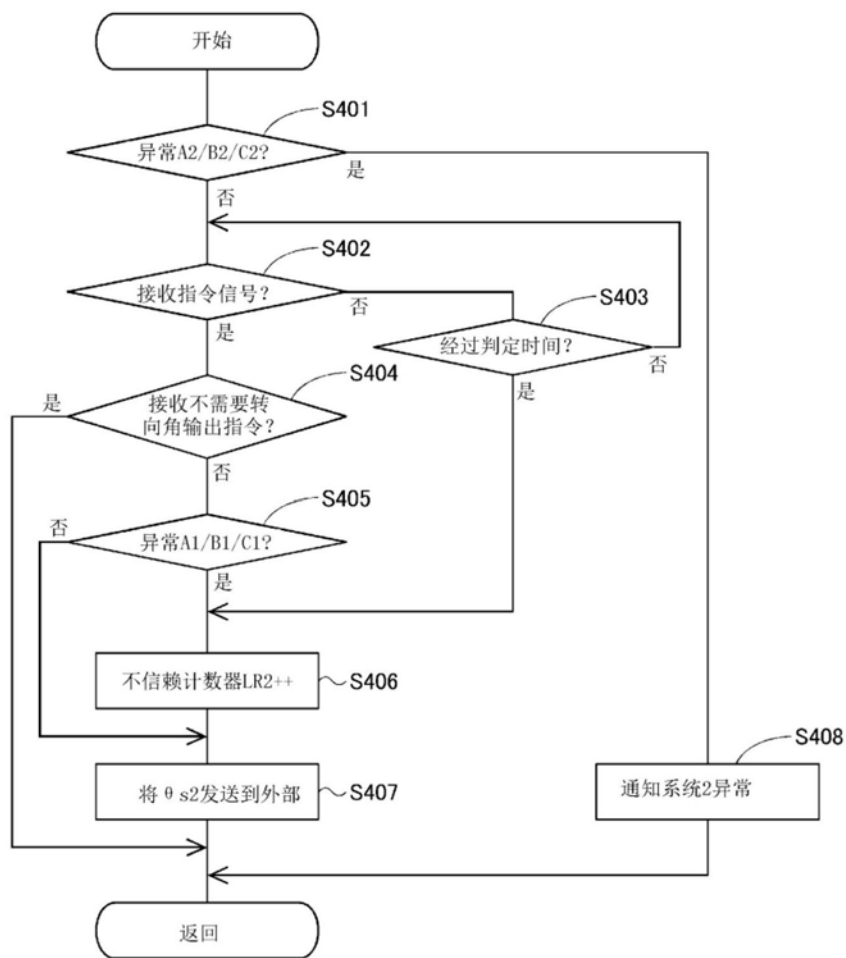 开始
S401
异常A2/B2/C2?
是
否
S402
接收指令信号?
否
S403
是
经过判定时间?
否
S404
是
是
接收不需要转
向角输出指令?
否
S405
否
异常A1/B1/C1?
是
不信赖计数器LR2++
S406
S408
将θs2发送到外部
S407
通知系统2异常
返回